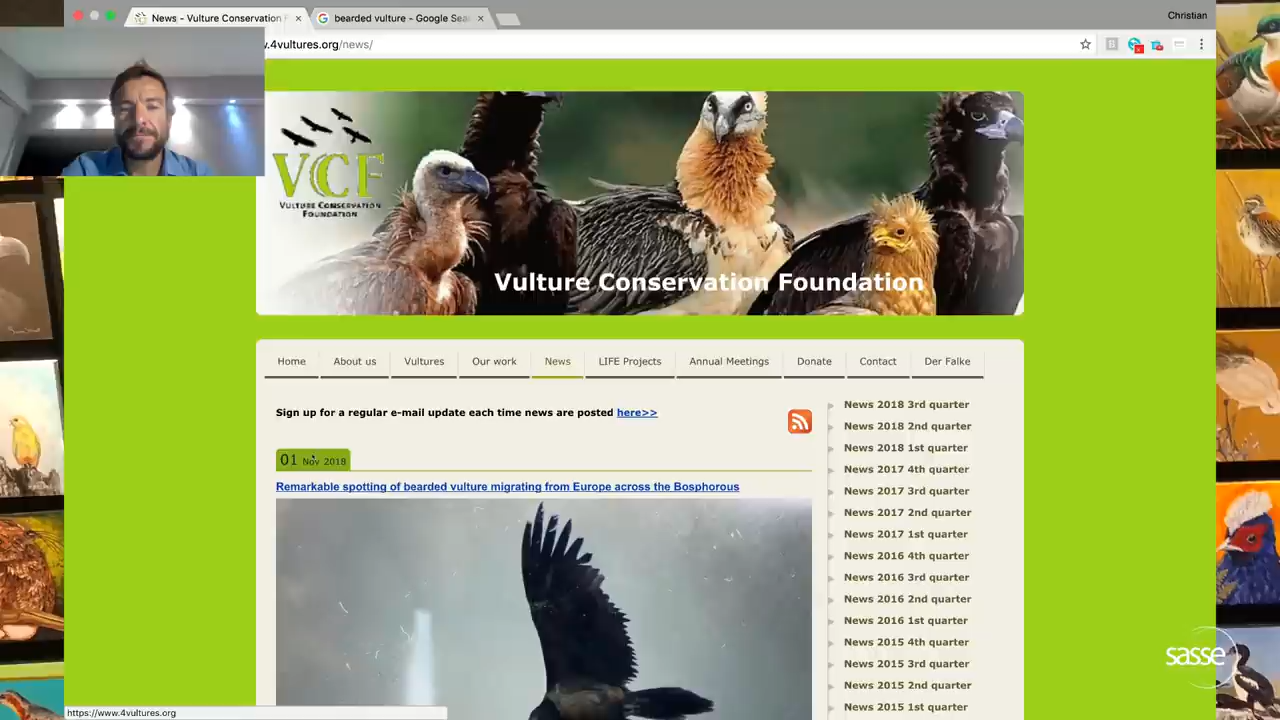 News - Vulture Conservation F
bearded vulture - Google Sea
Christian
.4vultures.org/news/
VCF
Vulture Conservation
Foundation
Vulture Conservation Foundation
Home
About us
Vultures
Our work
News
LIFE Projects
Annual Meetings
Donate
Contact
Der Falke
Sign up for a regular e-mail update each time news are posted here>>
01 Nov 2018
Remarkable spotting of bearded vulture migrating from Europe across the Bosphorous
News 2018 3rd quarter
News 2018 2nd quarter
News 2018 1st quarter
News 2017 4th quarter
News 2017 3rd quarter
News 2017 2nd quarter
News 2017 1st quarter
News 2016 4th quarter
News 2016 3rd quarter
News 2016 2nd quarter
News 2016 1st quarter
News 2015 4th quarter
News 2015 3rd quarter
News 2015 2nd quarter
News 2015 1st quarter
sasse
https://www.4vultures.org